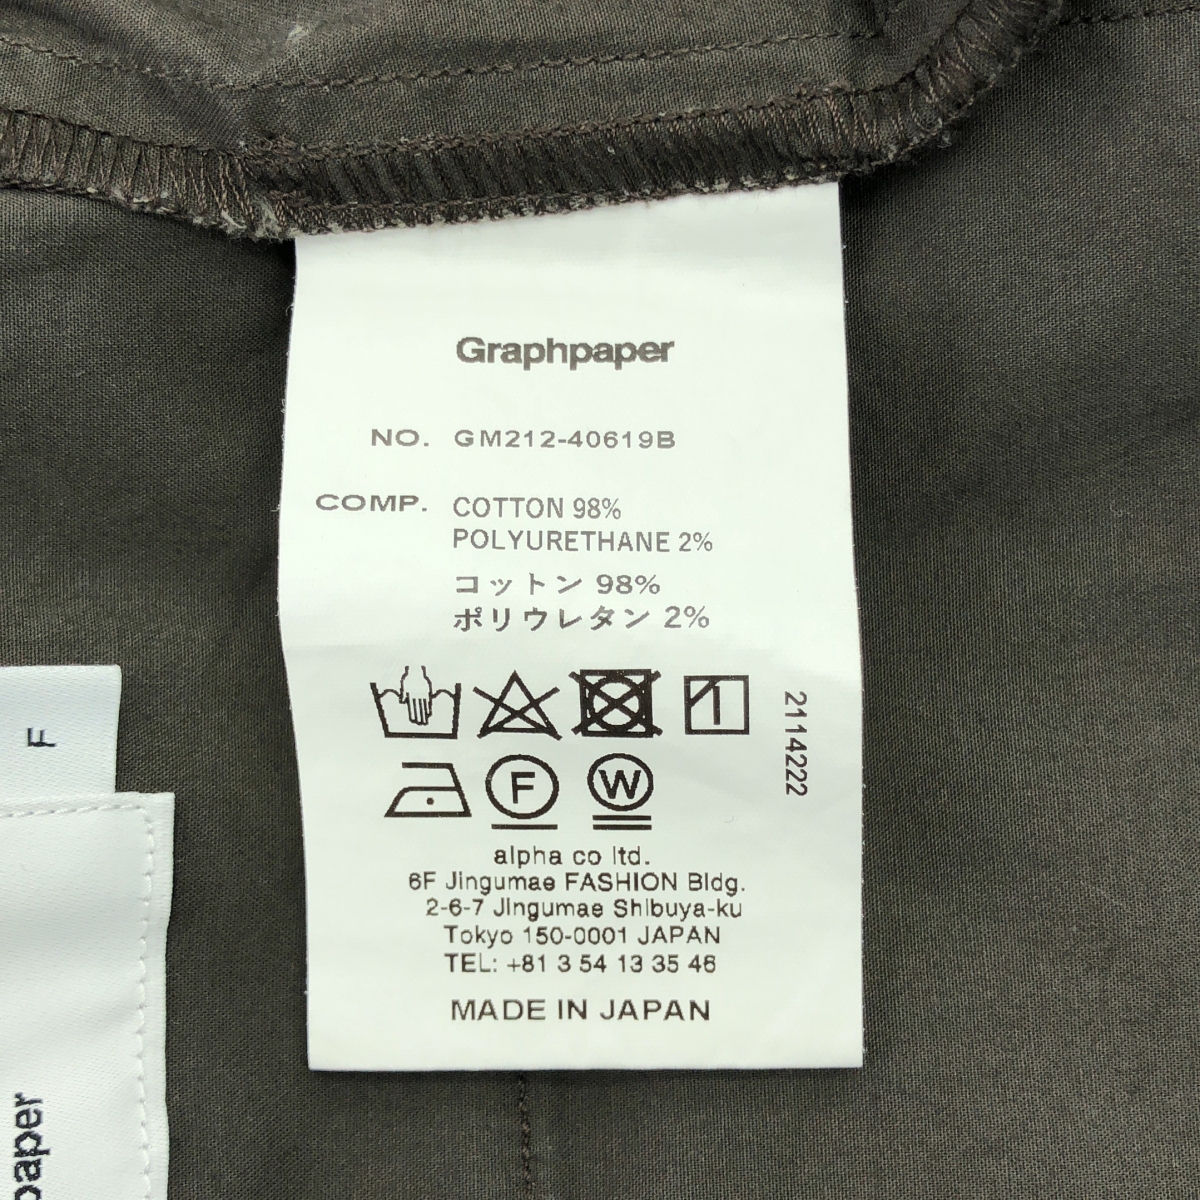 Graphpaper
NO. GM212-40619B
COMP. COTTON 98%
POLYURETHANE 2%
コットン 98%
ポリウレタン 2%
2114222
F
W
alpha co ltd.
6F Jingumae FASHION Bldg.
2-6-7 Jingumae Shibuya-ku
Tokyo 150-0001 JAPAN
TEL: +81 3 54 13 35 46
MADE IN JAPAN
F
paper